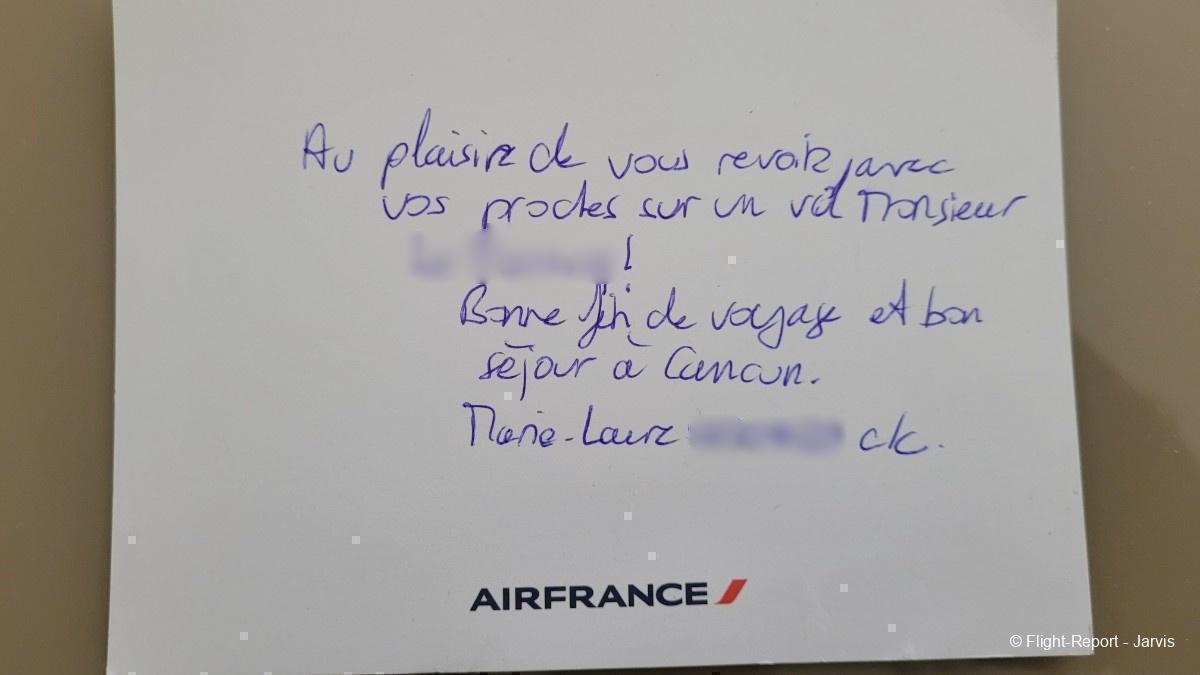 Au plaisir de vous revoir, avec
vos proches sur un vol Monsieur
!
Bonne fin de voyage et bon
séjour à Cancun.
Marie-Laure
AIRFRANCE
© Flight-Report - Jarvis